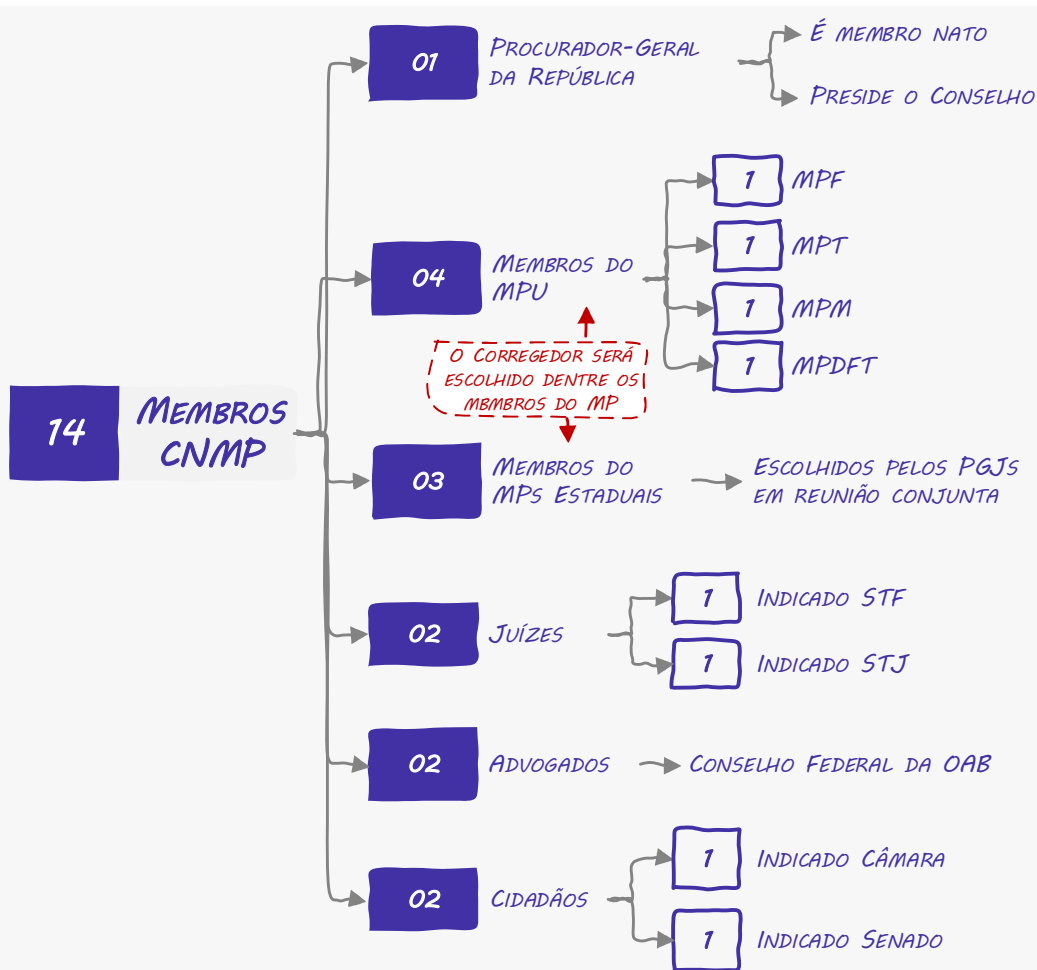 14
Membros
CNMP
01
Procurador-Geral
da República
É membro nato
Preside o Conselho
04
Membros do
MPU
1
MPF
1
MPT
1
MPM
1
MPDFT
O Corregedor será
escolhido dentre os
mbmbros do MP
03
Membros do
MPs Estaduais
Escolhidos pelos PGJs
em reunião conjunta
02
Juízes
1
Indicado STF
1
Indicado STJ
02
Advogados
Conselho Federal da OAB
02
Cidadãos
1
Indicado Câmara
1
Indicado Senado